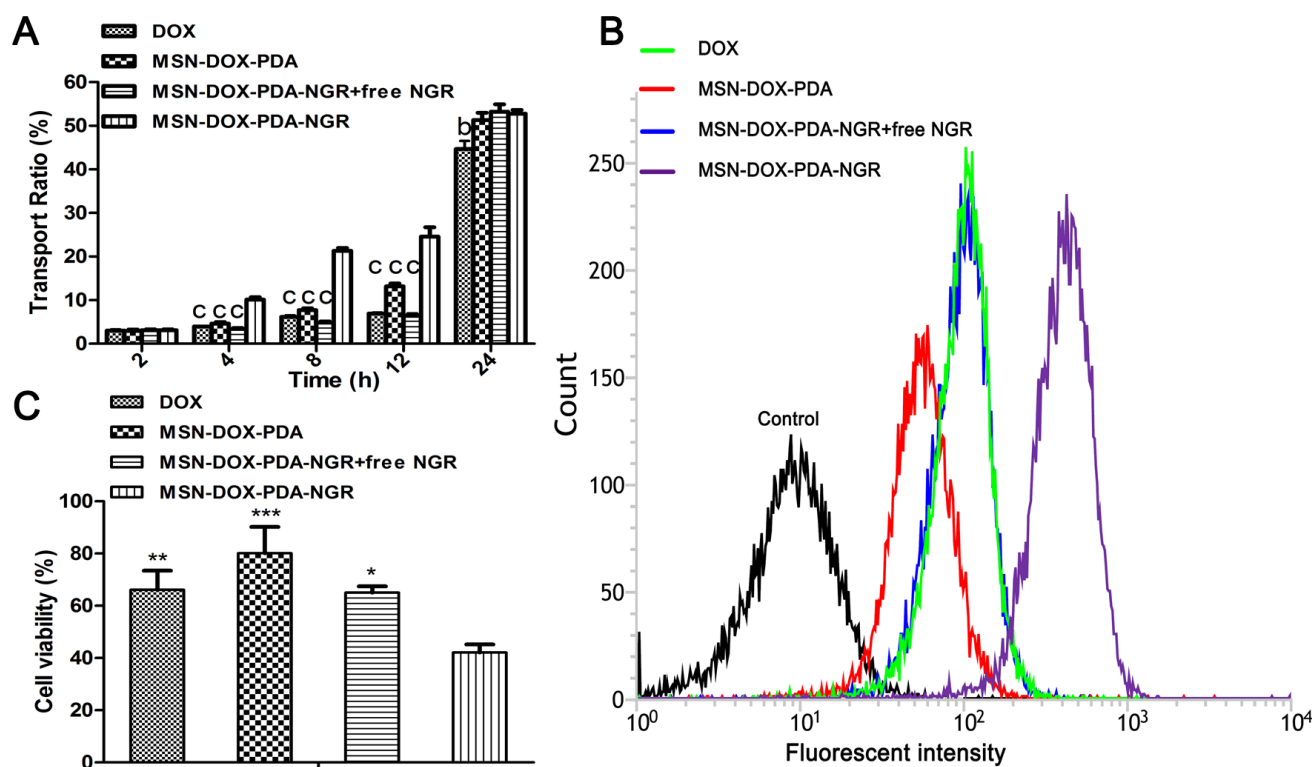 A
DOX
MSN-DOX-PDA
MSN-DOX-PDA-NGR+free NGR
MSN-DOX-PDA-NGR
Transport Ratio (%)
60
50
40
30
20
10
0
b
c c c
c c c
c c c
2 4 8 12 24
Time (h)
B
DOX
MSN-DOX-PDA
MSN-DOX-PDA-NGR+free NGR
MSN-DOX-PDA-NGR
Count
250
200
150
100
50
0
Control
10^0 10^1 10^2 10^3 10^4
Fluorescent intensity
C
DOX
MSN-DOX-PDA
MSN-DOX-PDA-NGR+free NGR
MSN-DOX-PDA-NGR
Cell viability (%)
100
80
60
40
20
0
** *** *